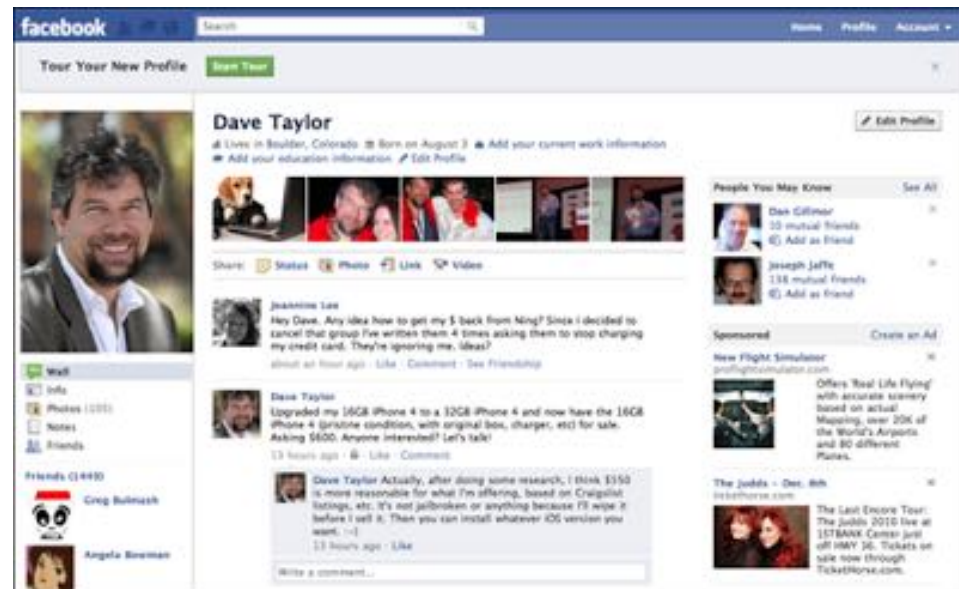 facebook
Search
Home Profile Account
Tour Your New Profile Start Tour
Dave Taylor
Edit Profile
Lives in Boulder, Colorado Born on August 3 Add your current work information
Add your education information Edit Profile
Share: Status Photo Link Video
Jeannine Lee
Hey Dave. Any idea how to get my $ back from Ning? Since I decided to
cancel that group I've written them 4 times asking them to stop charging
my credit card. They're ignoring me. Ideas?
about an hour ago · Like · Comment · See Friendship
Dave Taylor
Upgraded my 16GB iPhone 4 to a 32GB iPhone 4 and now have the 16GB
iPhone 4 (pristine condition, with original box, charger, etc) for sale.
Asking $600. Anyone interested? Let's talk!
13 hours ago · Like · Comment
Dave Taylor Actually, after doing some research, I think $550
is more reasonable for what I'm offering, based on Craigslist
listings, etc. It's not jailbroken or anything because I'll wipe it
before I sell it. Then you can install whatever iOS version you
want. :-)
13 hours ago · Like
Write a comment...
Wall
Info
Photos
Notes
Friends
Friends (1449)
Greg Bulmash
Angela Bowman
People You May Know See All
Dan Gillmor
10 mutual friends
Add as Friend
Joseph Jaffe
138 mutual friends
Add as Friend
Sponsored Create an Ad
New Flight Simulator
proflightsimulator.com
Offers 'Real Life Flying'
with accurate scenery
based on actual
Mapping, over 20K of
the World's Airports
and 80 different
Planes.
The Judds - Dec. 8th
tickethorse.com
The Last Encore Tour:
The Judds 2010 live at
1STBANK Center just
off HWY 36. Tickets on
sale now through
TicketHorse.com.